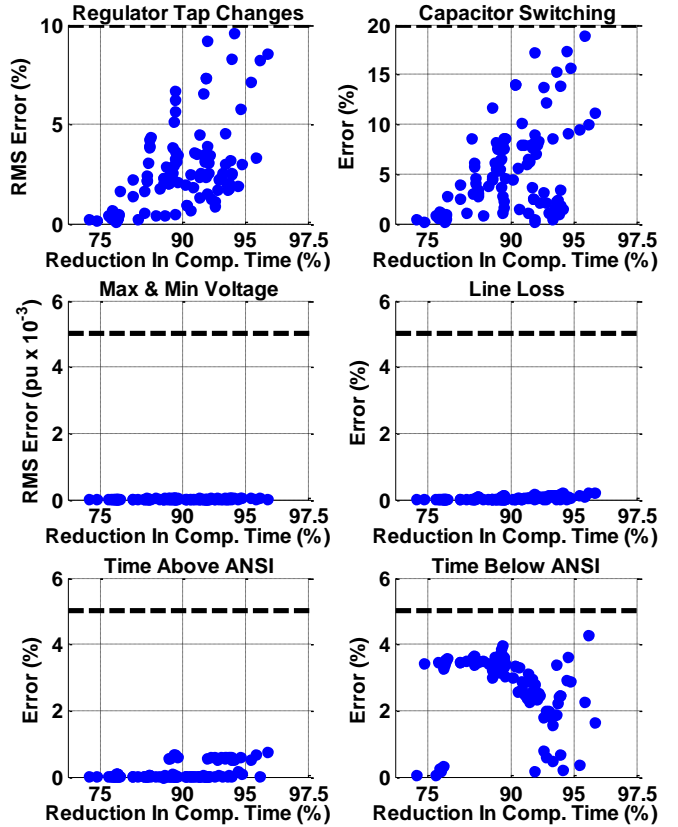 Regulator Tap Changes
RMS Error (%)
10
5
0
75
90
95
97.5
Reduction In Comp. Time (%)
Capacitor Switching
Error (%)
20
15
10
5
0
75
90
95
97.5
Reduction In Comp. Time (%)
Max & Min Voltage
RMS Error (pu x 10-3)
6
4
2
0
75
90
95
97.5
Reduction In Comp. Time (%)
Line Loss
Error (%)
6
4
2
0
75
90
95
97.5
Reduction In Comp. Time (%)
Time Above ANSI
Error (%)
6
4
2
0
75
90
95
97.5
Reduction In Comp. Time (%)
Time Below ANSI
Error (%)
6
4
2
0
75
90
95
97.5
Reduction In Comp. Time (%)